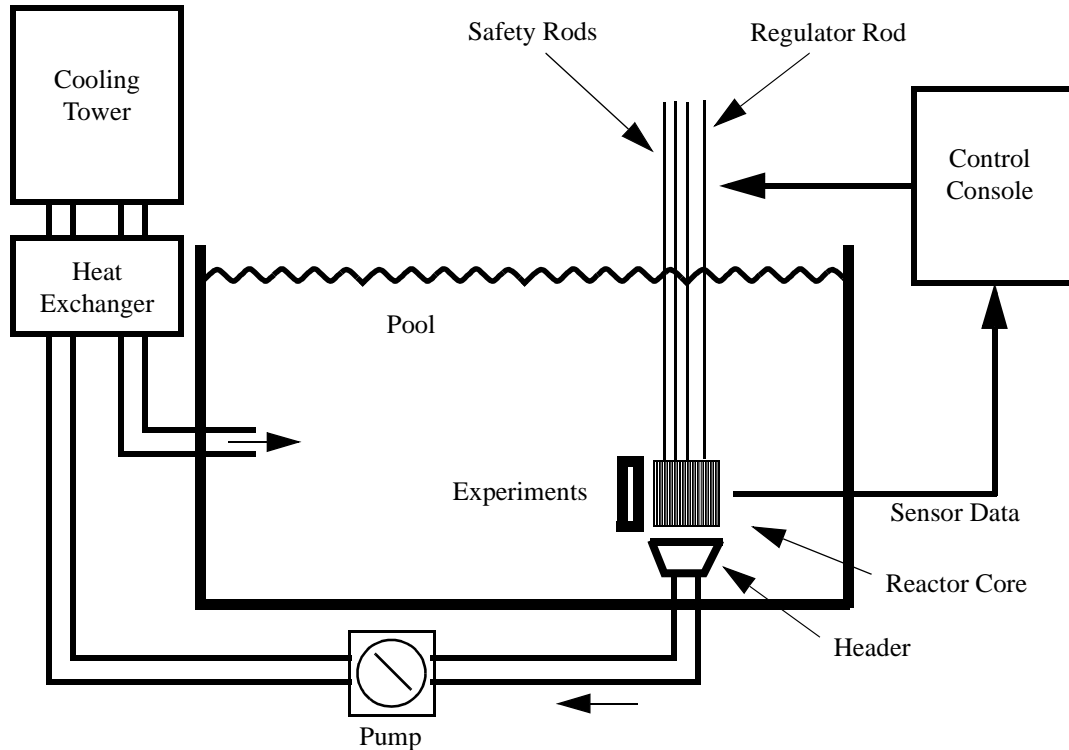 Safety Rods
Regulator Rod
Cooling
Tower
Control
Console
Heat
Exchanger
Pool
Experiments
Sensor Data
Reactor Core
Header
Pump